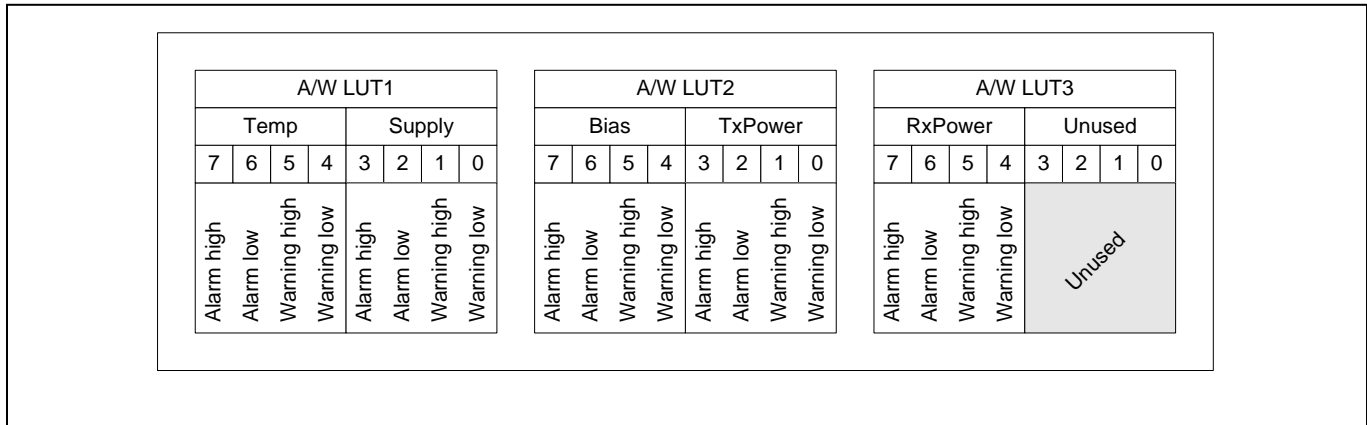 A/W LUT1
Temp Supply
7 6 5 4 3 2 1 0
Alarm high
Alarm low
Warning high
Warning low
Alarm high
Alarm low
Warning high
Warning low
A/W LUT2
Bias TxPower
7 6 5 4 3 2 1 0
Alarm high
Alarm low
Warning high
Warning low
Alarm high
Alarm low
Warning high
Warning low
A/W LUT3
RxPower Unused
7 6 5 4 3 2 1 0
Alarm high
Alarm low
Warning high
Warning low
Unused